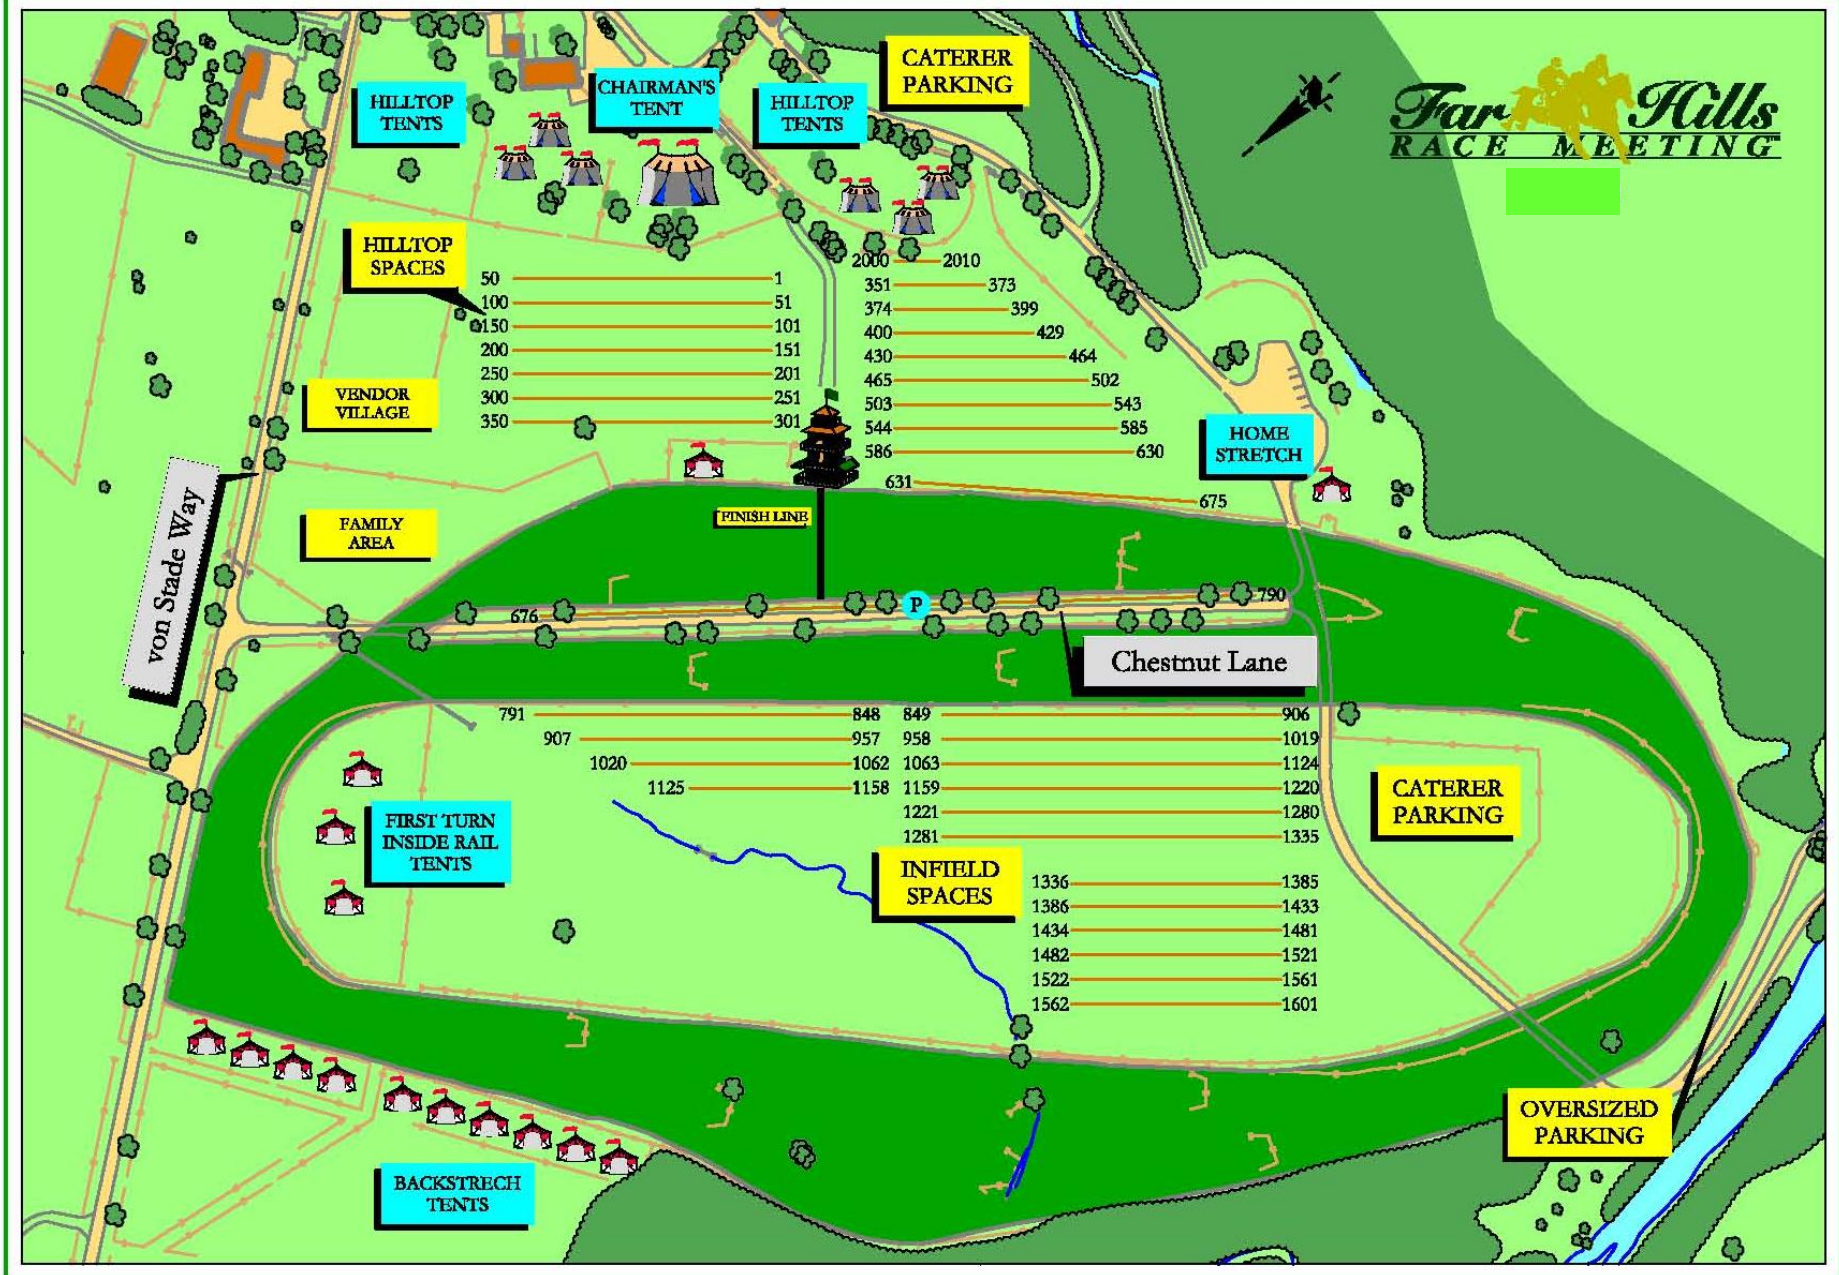 CATERER
PARKING
Far Hills
RACE MEETING
HILLTOP
TENTS
CHAIRMAN'S
TENT
HILLTOP
TENTS
HILLTOP
SPACES
2000 2010
50 1
351 373
100 51
374 399
150 101
400 429
200 151
430 464
250 201
465 502
300 251
503 543
350 301
544 585
586 630
631 675
VENDOR
VILLAGE
HOME
STRETCH
von Stade Way
FINISH LINE
FAMILY
AREA
676 P 790
Chestnut Lane
791 848 849 906
907 957 958 1019
1020 1062 1063 1124
1125 1158 1159 1220
1221 1280
1281 1335
CATERER
PARKING
FIRST TURN
INSIDE RAIL
TENTS
INFIELD
SPACES
1336 1385
1386 1433
1434 1481
1482 1521
1522 1561
1562 1601
OVERSIZED
PARKING
BACKSTRECH
TENTS